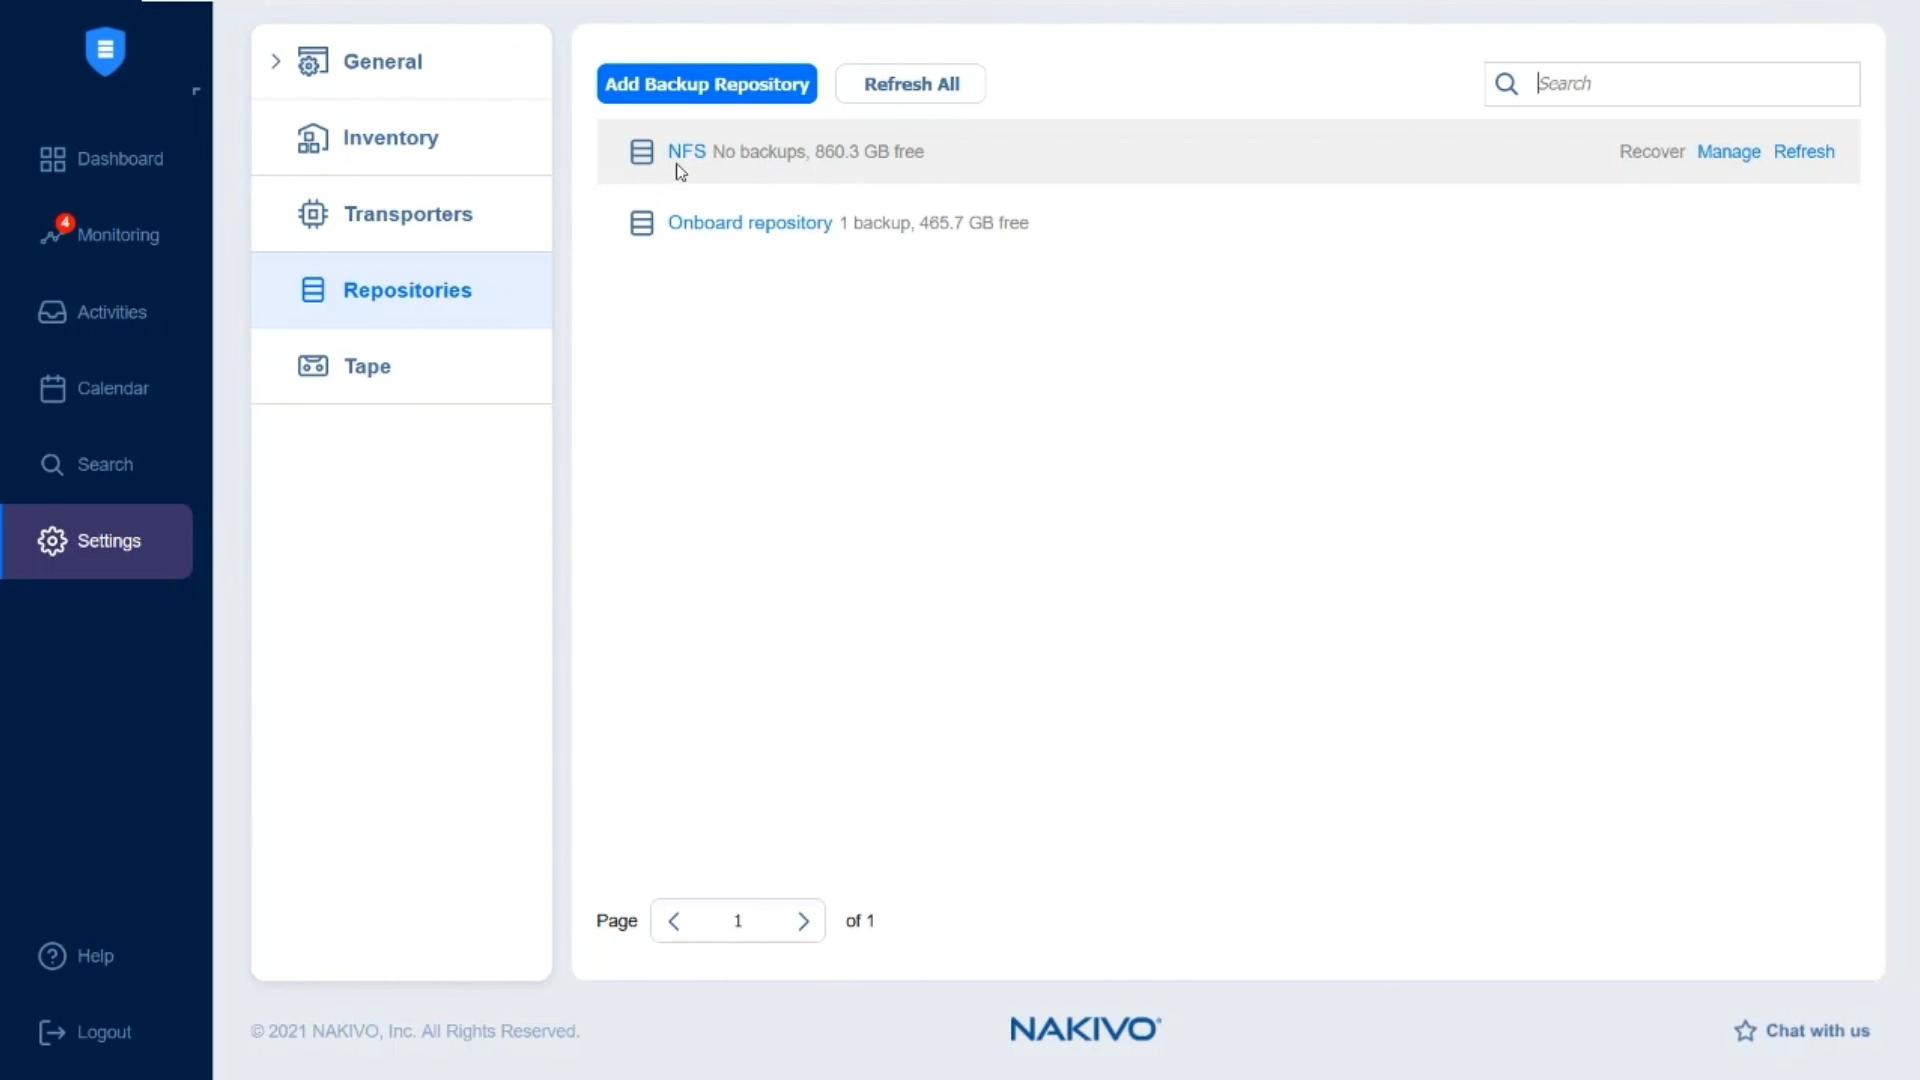 Dashboard
4
Monitoring
Activities
Calendar
Search
Settings
Help
Logout
General
Inventory
Transporters
Repositories
Tape
Add Backup Repository
Refresh All
Search
NFS No backups, 860.3 GB free
Recover Manage Refresh
Onboard repository 1 backup, 465.7 GB free
Page 1 of 1
© 2021 NAKIVO, Inc. All Rights Reserved.
NAKIVO®
Chat with us